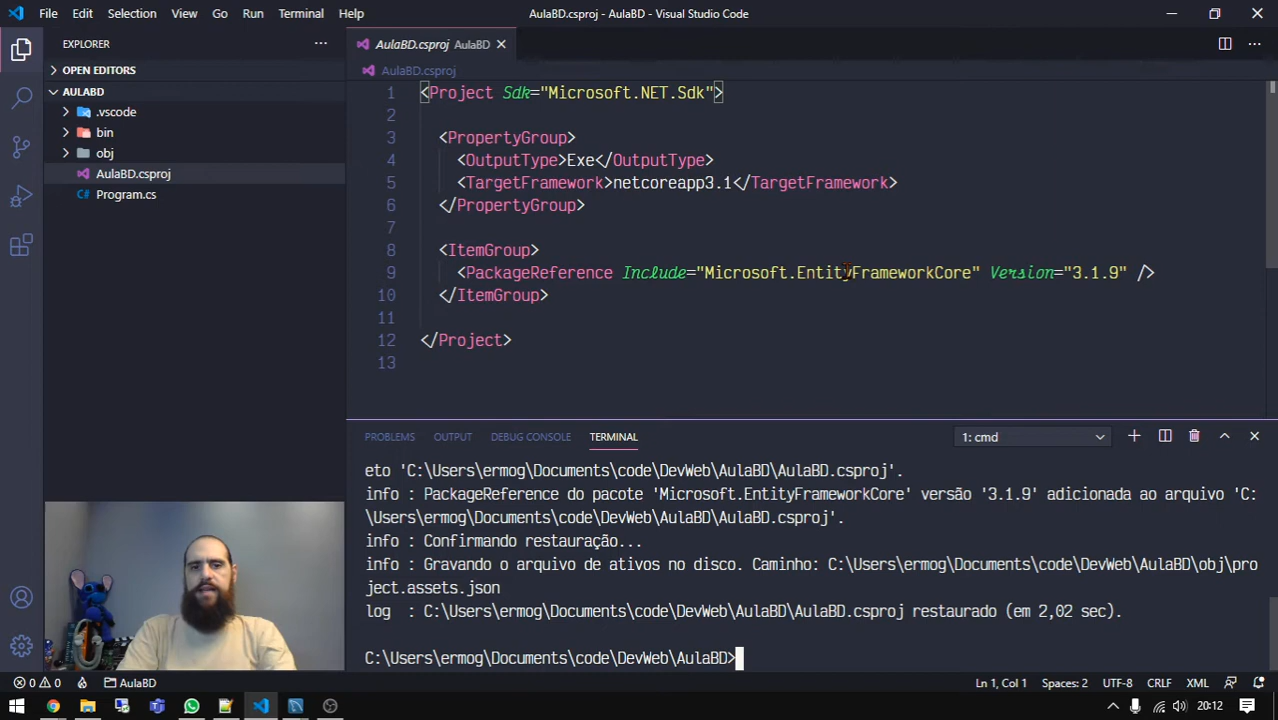 File Edit Selection View Go Run Terminal Help
AulaBD.csproj - AulaBD - Visual Studio Code
EXPLORER
OPEN EDITORS
AULABD
.vscode
bin
obj
AulaBD.csproj
Program.cs
AulaBD.csproj AulaBD
AulaBD.csproj
1 <Project Sdk="Microsoft.NET.Sdk">
2
3 <PropertyGroup>
4 <OutputType>Exe</OutputType>
5 <TargetFramework>netcoreapp3.1</TargetFramework>
6 </PropertyGroup>
7
8 <ItemGroup>
9 <PackageReference Include="Microsoft.EntityFrameworkCore" Version="3.1.9" />
10 </ItemGroup>
11
12 </Project>
13
PROBLEMS OUTPUT DEBUG CONSOLE TERMINAL 1: cmd
eto 'C:\Users\ermog\Documents\code\DevWeb\AulaBD\AulaBD.csproj'.
info : PackageReference do pacote 'Microsoft.EntityFrameworkCore' versão '3.1.9' adicionada ao arquivo 'C:
\Users\ermog\Documents\code\DevWeb\AulaBD\AulaBD.csproj'.
info : Confirmando restauração...
info : Gravando o arquivo de ativos no disco. Caminho: C:\Users\ermog\Documents\code\DevWeb\AulaBD\obj\pro
ject.assets.json
log : C:\Users\ermog\Documents\code\DevWeb\AulaBD\AulaBD.csproj restaurado (em 2,02 sec).
C:\Users\ermog\Documents\code\DevWeb\AulaBD>
0 0 AulaBD Ln 1, Col 1 Spaces: 2 UTF-8 CRLF XML
20:12